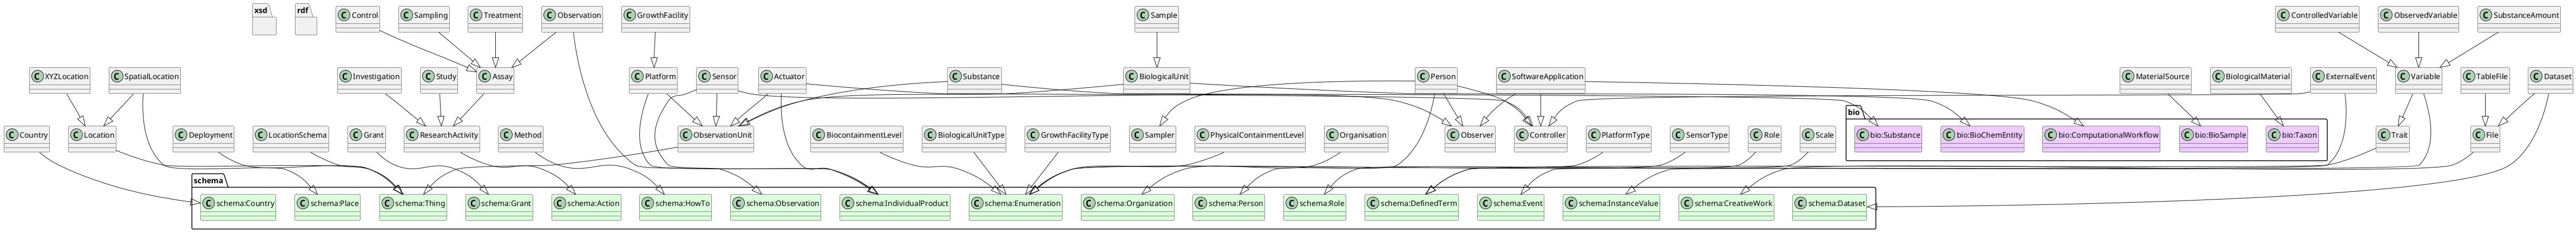 xsd
rdf
Control
Sampling
Treatment
Observation
GrowthFacility
Sample
ControlledVariable
ObservedVariable
SubstanceAmount
XYZLocation
SpatialLocation
Investigation
Study
Assay
Platform
Sensor
Actuator
Substance
BiologicalUnit
Person
SoftwareApplication
MaterialSource
BiologicalMaterial
ExternalEvent
Variable
TableFile
Dataset
Country
Location
Deployment
LocationSchema
Grant
ResearchActivity
Method
ObservationUnit
BiocontainmentLevel
BiologicalUnitType
GrowthFacilityType
Sampler
PhysicalContainmentLevel
Organisation
Observer
Controller
PlatformType
SensorType
Role
Scale
bio
bio:Substance
bio:BioChemEntity
bio:ComputationalWorkflow
bio:BioSample
bio:Taxon
Trait
File
schema
schema:Country
schema:Place
schema:Thing
schema:Grant
schema:Action
schema:HowTo
schema:Observation
schema:IndividualProduct
schema:Enumeration
schema:Organization
schema:Person
schema:Role
schema:DefinedTerm
schema:Event
schema:InstanceValue
schema:CreativeWork
schema:Dataset